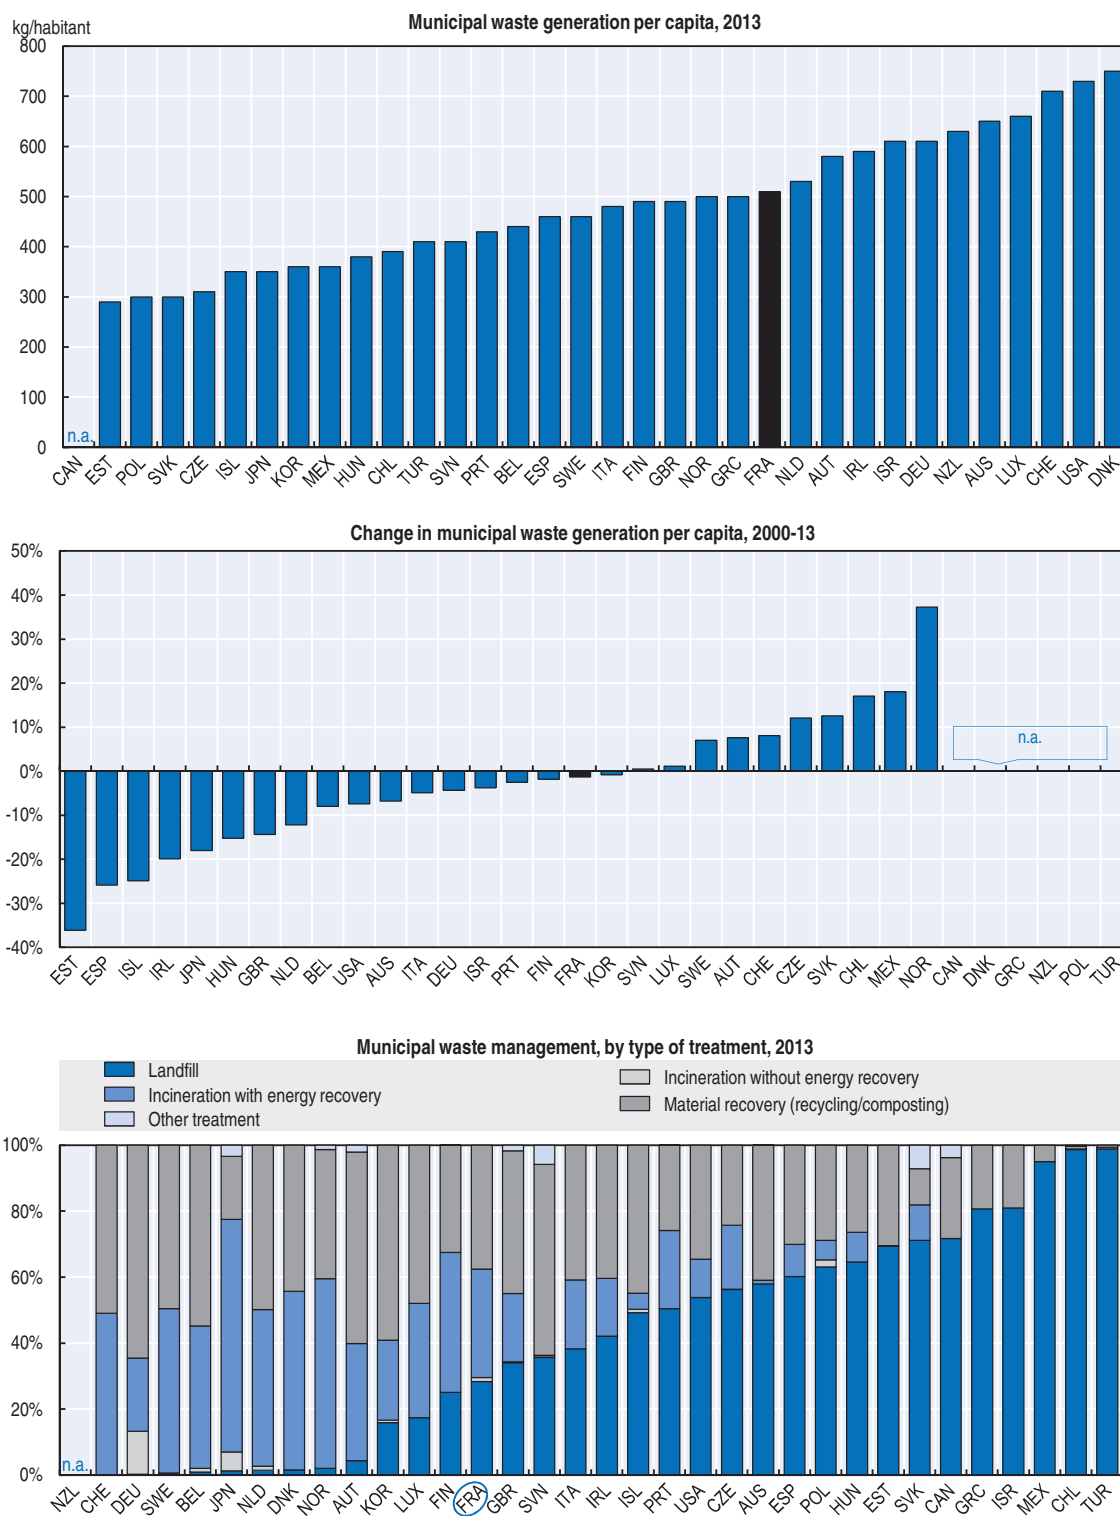 Municipal waste generation per capita, 2013
kg/habitant
800
700
600
500
400
300
200
100
0
n.a.
CAN EST POL SVK CZE ISL JPN KOR MEX HUN CHL TUR SVN PRT BEL ESP SWE ITA FIN GBR NOR GRC FRA NLD AUT IRL ISR DEU NZL AUS LUX CHE USA DNK
Change in municipal waste generation per capita, 2000-13
50%
40%
30%
20%
10%
0%
-10%
-20%
-30%
-40%
n.a.
EST ESP ISL IRL JPN HUN GBR NLD BEL USA AUS ITA DEU ISR PRT FIN FRA KOR SVN LUX SWE AUT CHE CZE SVK CHL MEX NOR CAN DNK GRC NZL POL TUR
Municipal waste management, by type of treatment, 2013
Landfill
Incineration with energy recovery
Other treatment
Incineration without energy recovery
Material recovery (recycling/composting)
100%
80%
60%
40%
20%
0%
n.a.
NZL CHE DEU SWE BEL JPN NLD DNK NOR AUT KOR LUX FIN FRA GBR SVN ITA IRL ISL PRT USA CZE AUS ESP POL HUN EST SVK CAN GRC ISR MEX CHL TUR